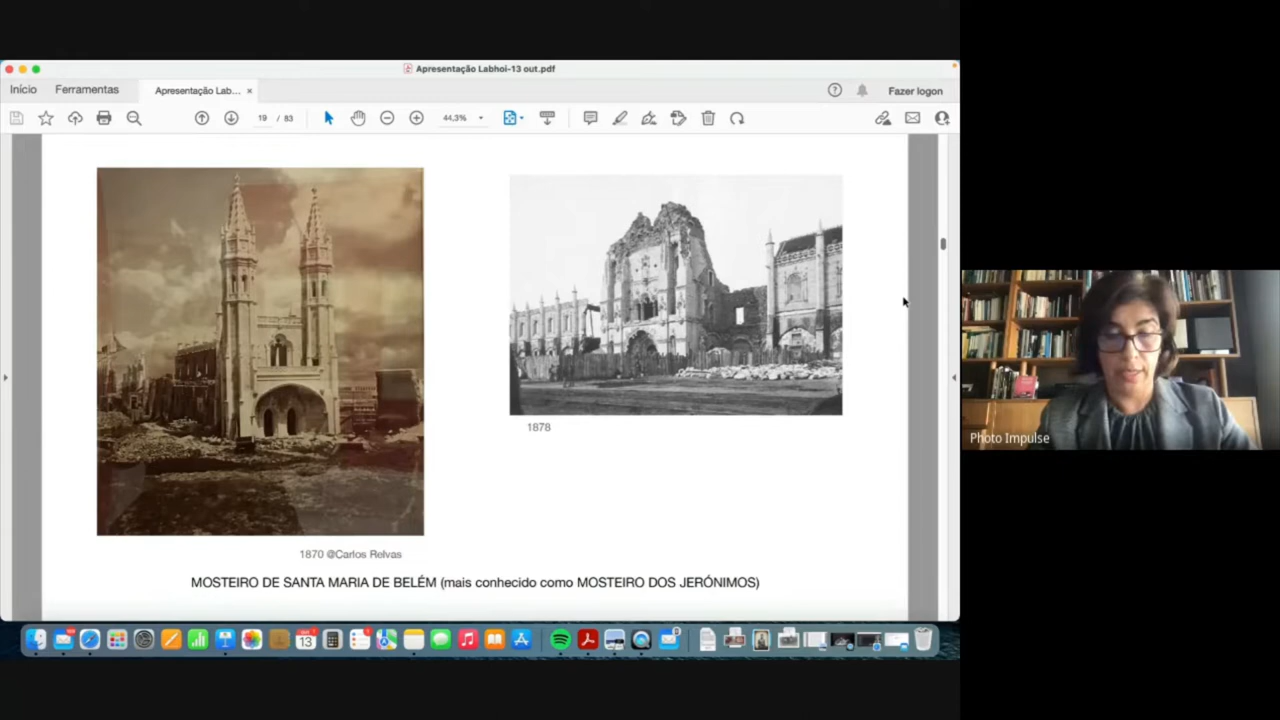 Apresentação Labhoi-13 out.pdf
Início Ferramentas Apresentação Lab... × Fazer logon
19 / 83 44,3%
1878
1870 @Carlos Relvas
MOSTEIRO DE SANTA MARIA DE BELÉM (mais conhecido como MOSTEIRO DOS JERÓNIMOS)
Photo Impulse
13